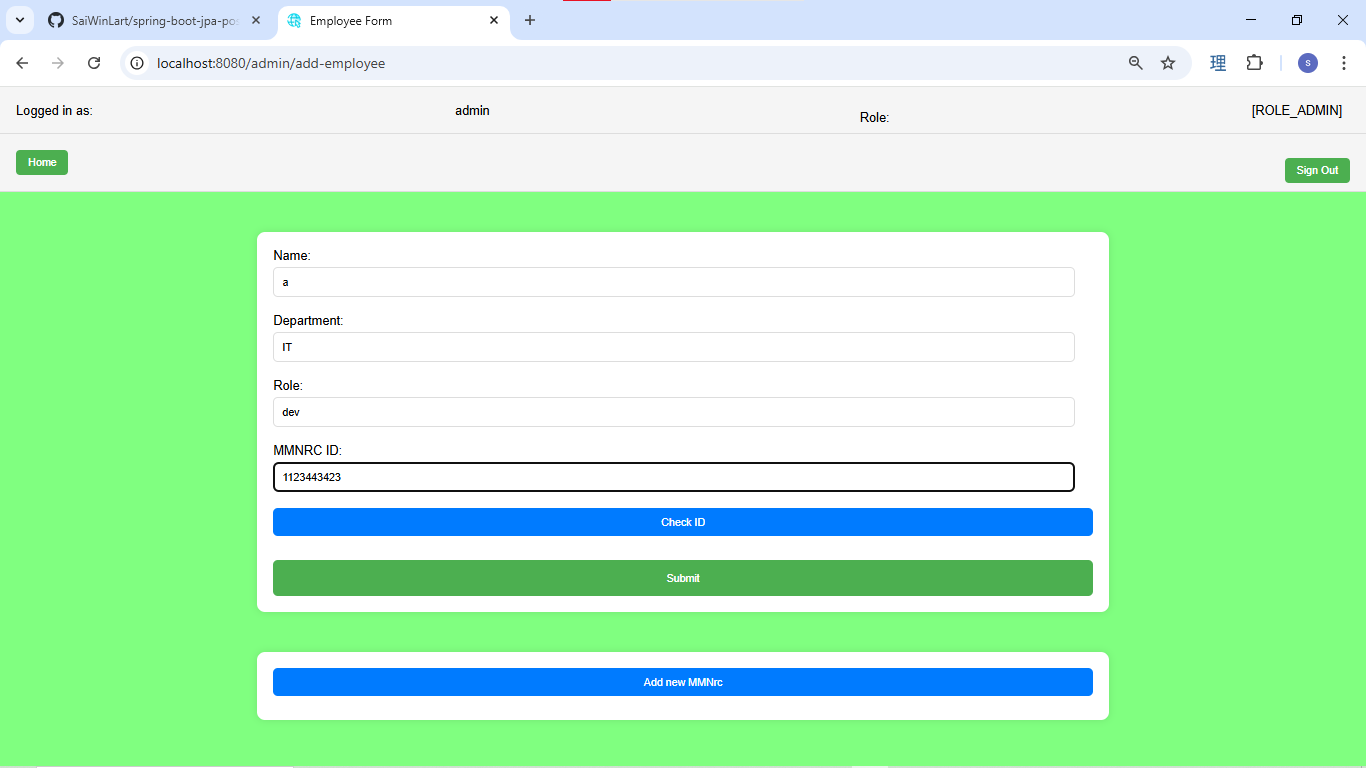 SaiWinLart/spring-boot-jpa-pos
Employee Form
localhost:8080/admin/add-employee
理
s
Logged in as: admin Role: [ROLE_ADMIN]
Home
Sign Out
Name:
a
Department:
IT
Role:
dev
MMNRC ID:
1123443423
Check ID
Submit
Add new MMNrc